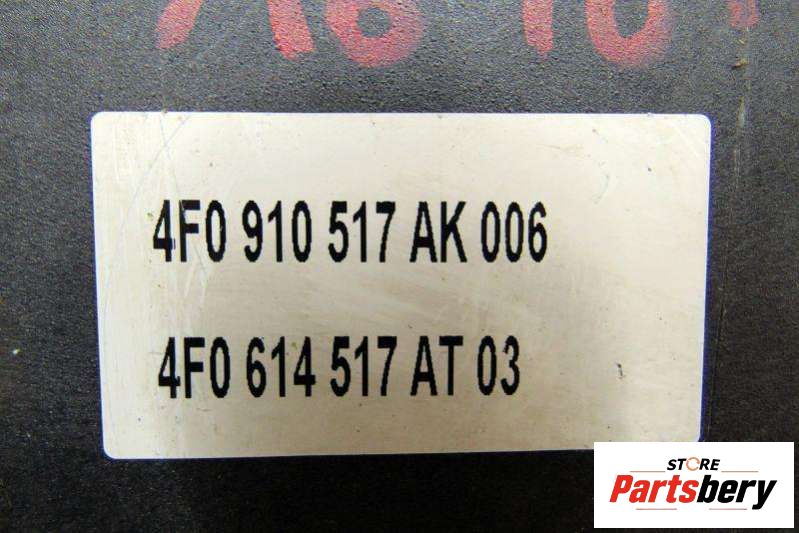 4F0 910 517 AK 006
4F0 614 517 AT 03
STORE
Partsbery